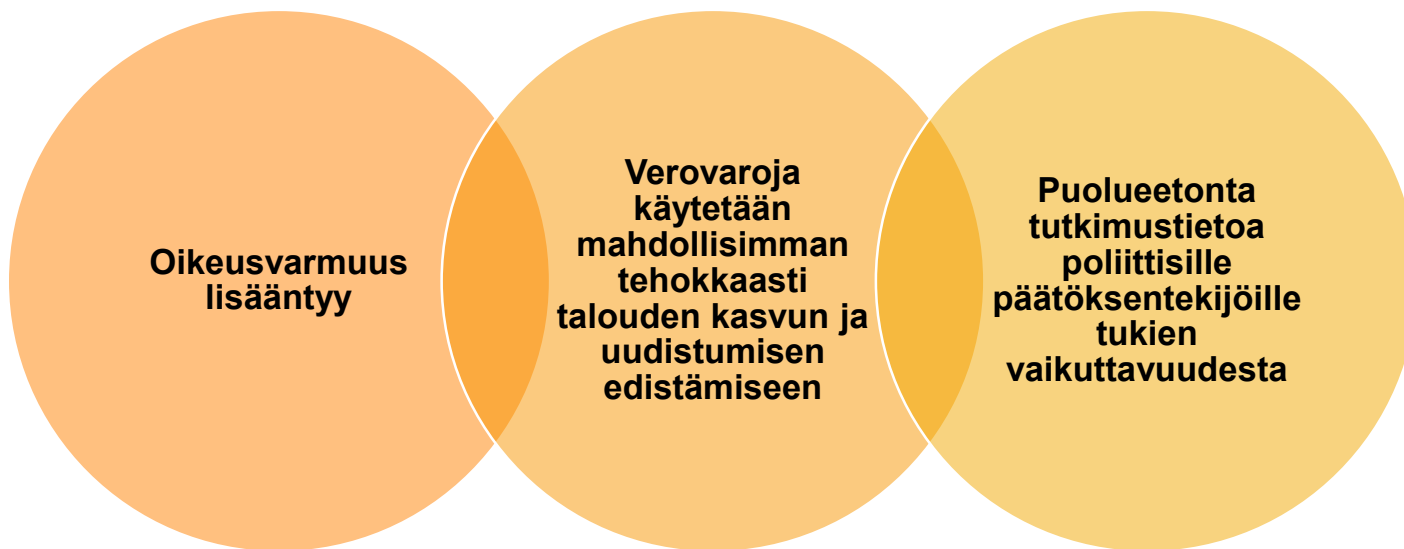 Oikeusvarmuus
lisääntyy
Verovaroja
käytetään
mahdollisimman
tehokkaasti
talouden kasvun ja
uudistumisen
edistämiseen
Puolueetonta
tutkimustietoa
poliittisille
päätöksentekijöille
tukien
vaikuttavuudesta